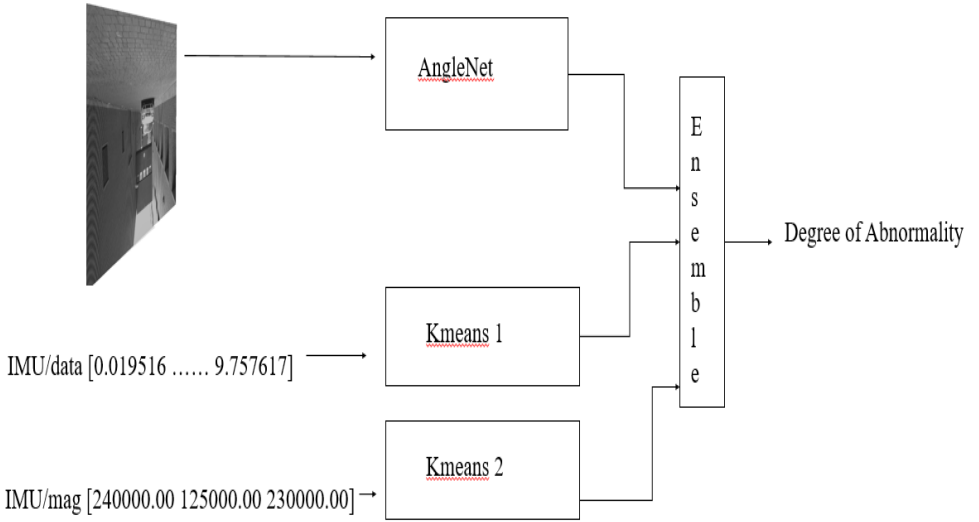 AngleNet
Ensemble
Degree of Abnormality
Kmeans 1
IMU/data [0.019516 ...... 9.757617]
Kmeans 2
IMU/mag [240000.00 125000.00 230000.00]